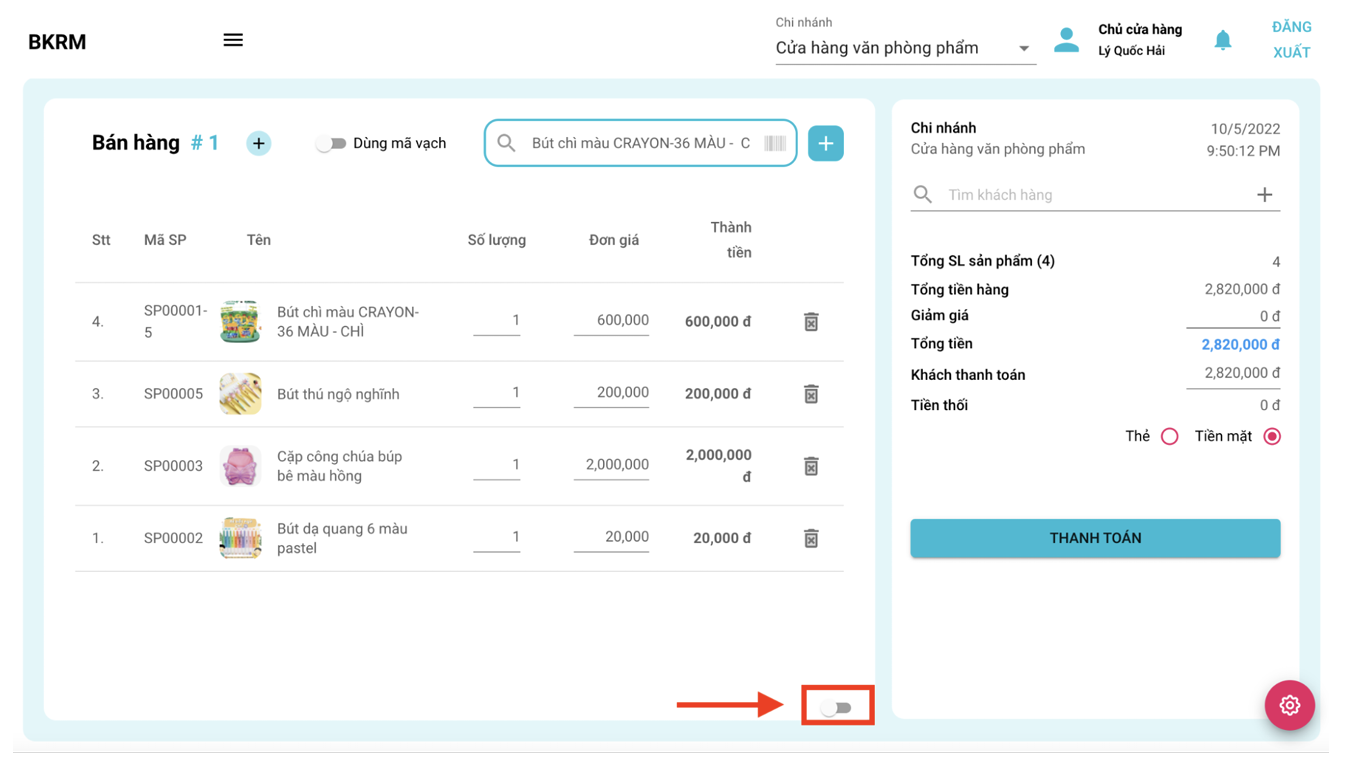 BKRM
Chi nhánh
Cửa hàng văn phòng phẩm
Chủ cửa hàng
Lý Quốc Hải
ĐĂNG
XUẤT
Bán hàng # 1
+
Dùng mã vạch
Bút chì màu CRAYON-36 MÀU - C
+
Stt Mã SP Tên Số lượng Đơn giá Thành
tiền
4. SP00001-
5 Bút chì màu CRAYON-
36 MÀU - CHÌ 1 600,000 600,000 đ
3. SP00005 Bút thú ngộ nghĩnh 1 200,000 200,000 đ
2. SP00003 Cặp công chúa búp
bê màu hồng 1 2,000,000 2,000,000
đ
1. SP00002 Bút dạ quang 6 màu
pastel 1 20,000 20,000 đ
Chi nhánh 10/5/2022
Cửa hàng văn phòng phẩm 9:50:12 PM
Tìm khách hàng +
Tổng SL sản phẩm (4) 4
Tổng tiền hàng 2,820,000 đ
Giảm giá 0 đ
Tổng tiền 2,820,000 đ
Khách thanh toán 2,820,000 đ
Tiền thối 0 đ
Thẻ Tiền mặt
THANH TOÁN